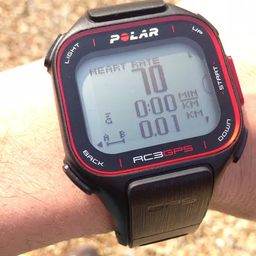 POLAR
LIGHT
UP
HEART RATE
70
START
0:00 MIN/
KM
0.01 KM
BACK
RC3GPS
DOWN